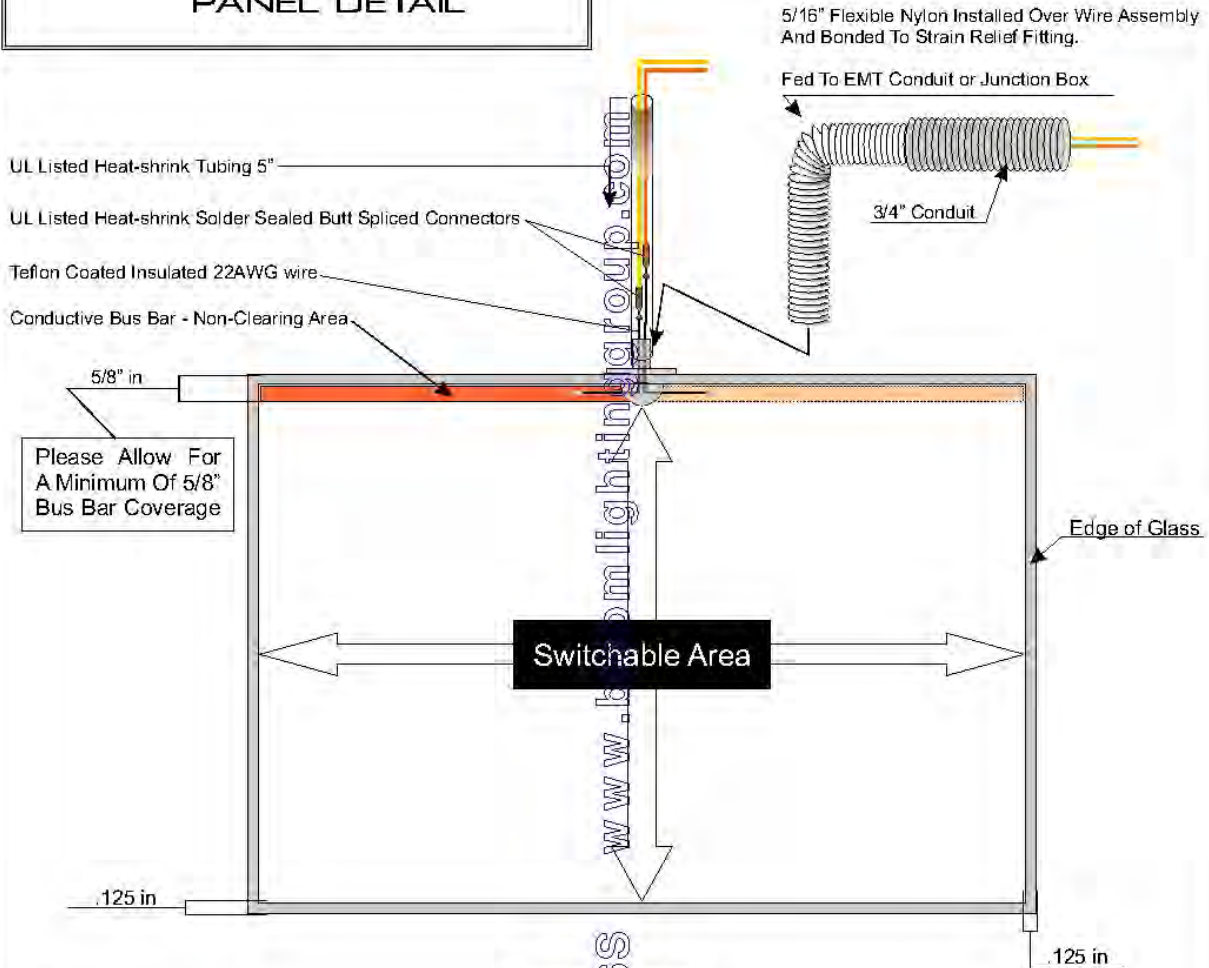 PANEL DETAIL
5/16" Flexible Nylon Installed Over Wire Assembly
And Bonded To Strain Relief Fitting.
Fed To EMT Conduit or Junction Box
UL Listed Heat-shrink Tubing 5"
UL Listed Heat-shrink Solder Sealed Butt Spliced Connectors
3/4" Conduit
Teflon Coated Insulated 22AWG wire
Conductive Bus Bar - Non-Clearing Area
5/8" in
Please Allow For
A Minimum Of 5/8"
Bus Bar Coverage
Edge of Glass
Switchable Area
.125 in
.125 in